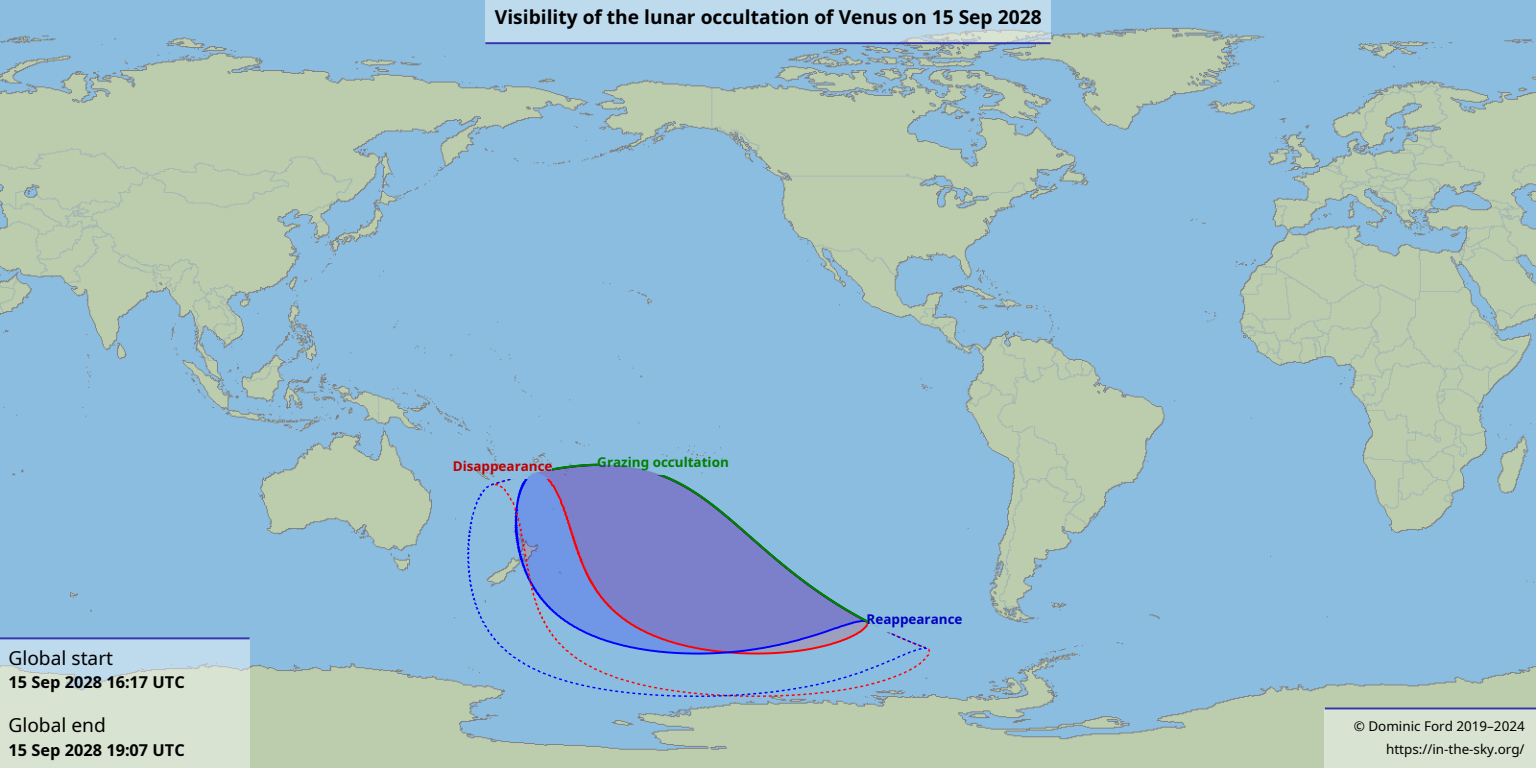 Visibility of the lunar occultation of Venus on 15 Sep 2028
Disappearance
Grazing occultation
Reappearance
Global start
15 Sep 2028 16:17 UTC
Global end
15 Sep 2028 19:07 UTC
© Dominic Ford 2019–2024
https://in-the-sky.org/